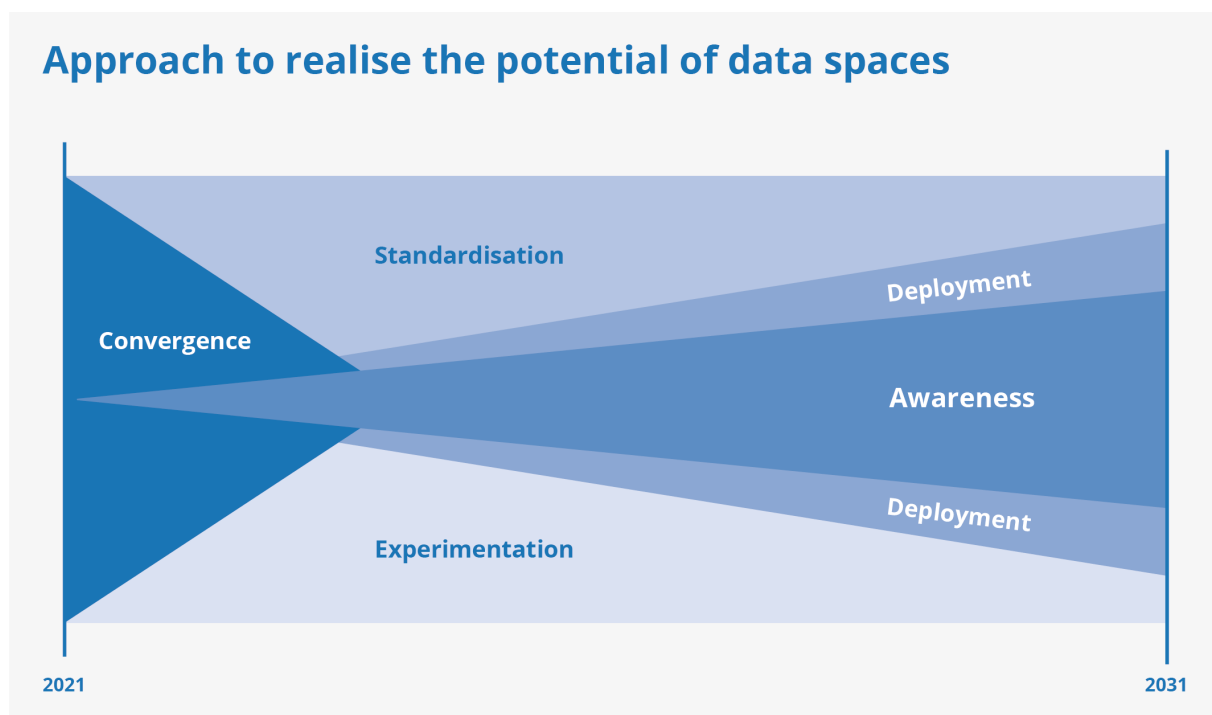 Approach to realise the potential of data spaces
Standardisation
Deployment
Convergence
Awareness
Deployment
Experimentation
2021
2031